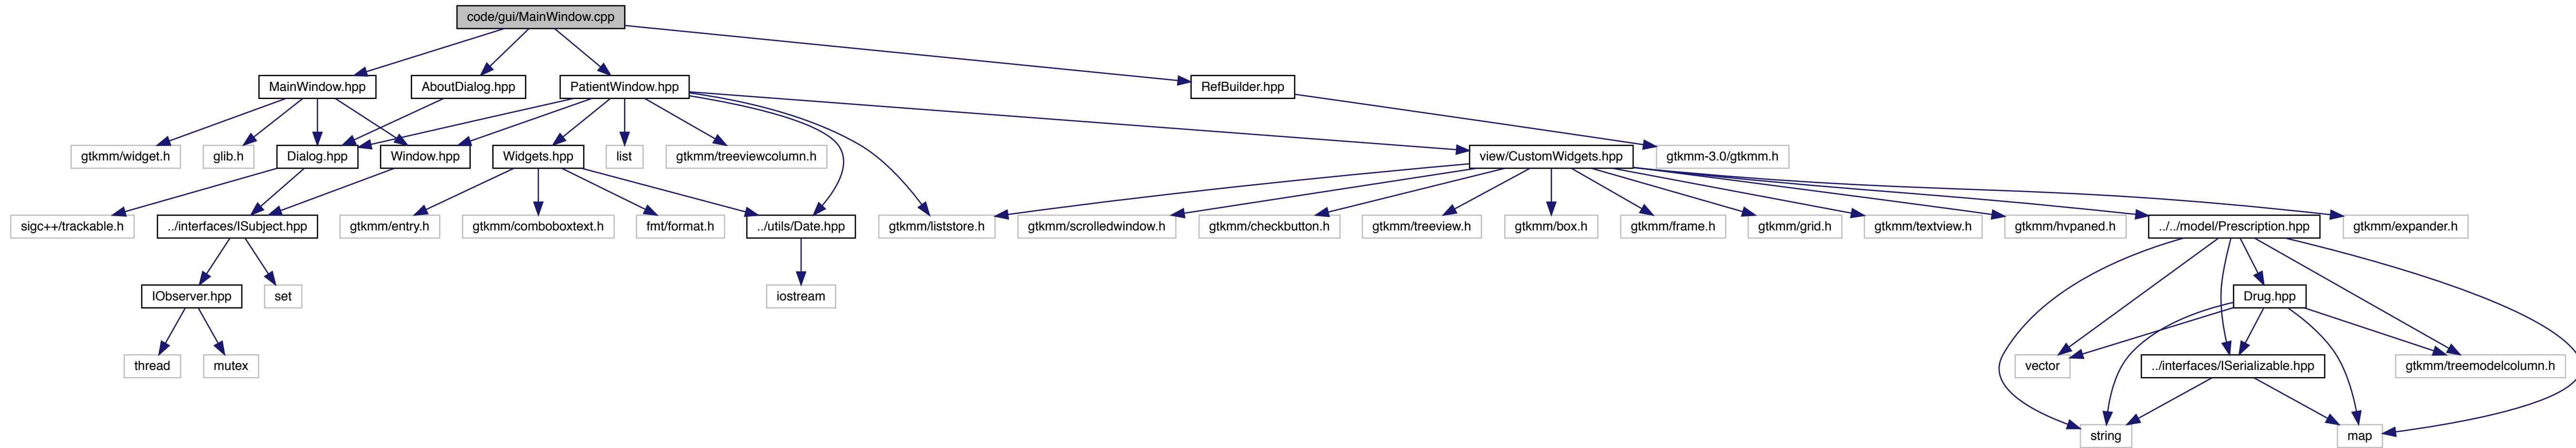 code/gui/MainWindow.cpp
MainWindow.hpp
AboutDialog.hpp
PatientWindow.hpp
RefBuilder.hpp
gtkmm/widget.h
glib.h
Dialog.hpp
Window.hpp
Widgets.hpp
list
gtkmm/treeviewcolumn.h
view/CustomWidgets.hpp
gtkmm-3.0/gtkmm.h
sigc++/trackable.h
../interfaces/ISubject.hpp
gtkmm/entry.h
gtkmm/comboboxtext.h
fmt/format.h
../utils/Date.hpp
gtkmm/liststore.h
gtkmm/scrolledwindow.h
gtkmm/checkbutton.h
gtkmm/treeview.h
gtkmm/box.h
gtkmm/frame.h
gtkmm/grid.h
gtkmm/textview.h
gtkmm/hvpaned.h
../../model/Prescription.hpp
gtkmm/expander.h
IObserver.hpp
set
iostream
Drug.hpp
thread
mutex
vector
../interfaces/ISerializable.hpp
gtkmm/treemodelcolumn.h
string
map